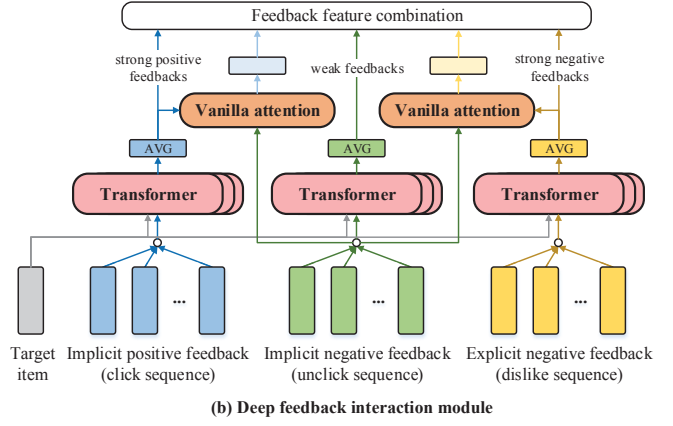 Feedback feature combination
strong positive
feedbacks
weak feedbacks
strong negative
feedbacks
Vanilla attention
Vanilla attention
AVG
AVG
AVG
Transformer
Transformer
Transformer
...
...
...
Target
item
Implicit positive feedback
(click sequence)
Implicit negative feedback
(unclick sequence)
Explicit negative feedback
(dislike sequence)
(b) Deep feedback interaction module